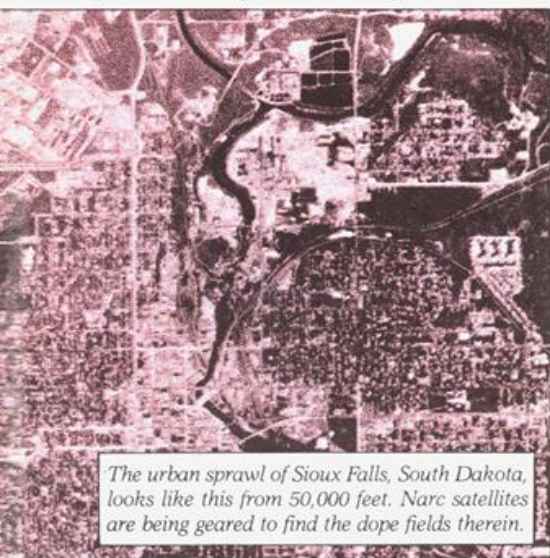 The urban sprawl of Sioux Falls, South Dakota,
looks like this from 50,000 feet. Narc satellites
are being geared to find the dope fields therein.